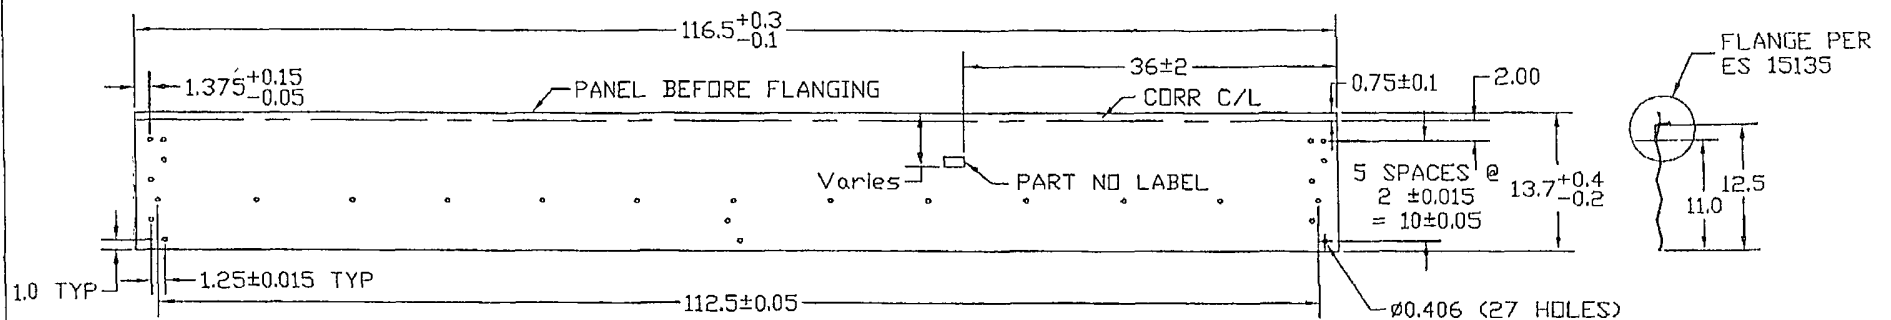 116.5+0.3
-0.1
FLANGE PER
ES 15135
36±2
1.375+0.15
-0.05
PANEL BEFORE FLANGING
CORR C/L
0.75±0.1
2.00
Varies
PART NO LABEL
5 SPACES @
2 ±0.015
= 10±0.05
13.7+0.4
-0.2
12.5
11.0
1.0 TYP
1.25±0.015 TYP
112.5±0.05
ø0.406 (27 HOLES)